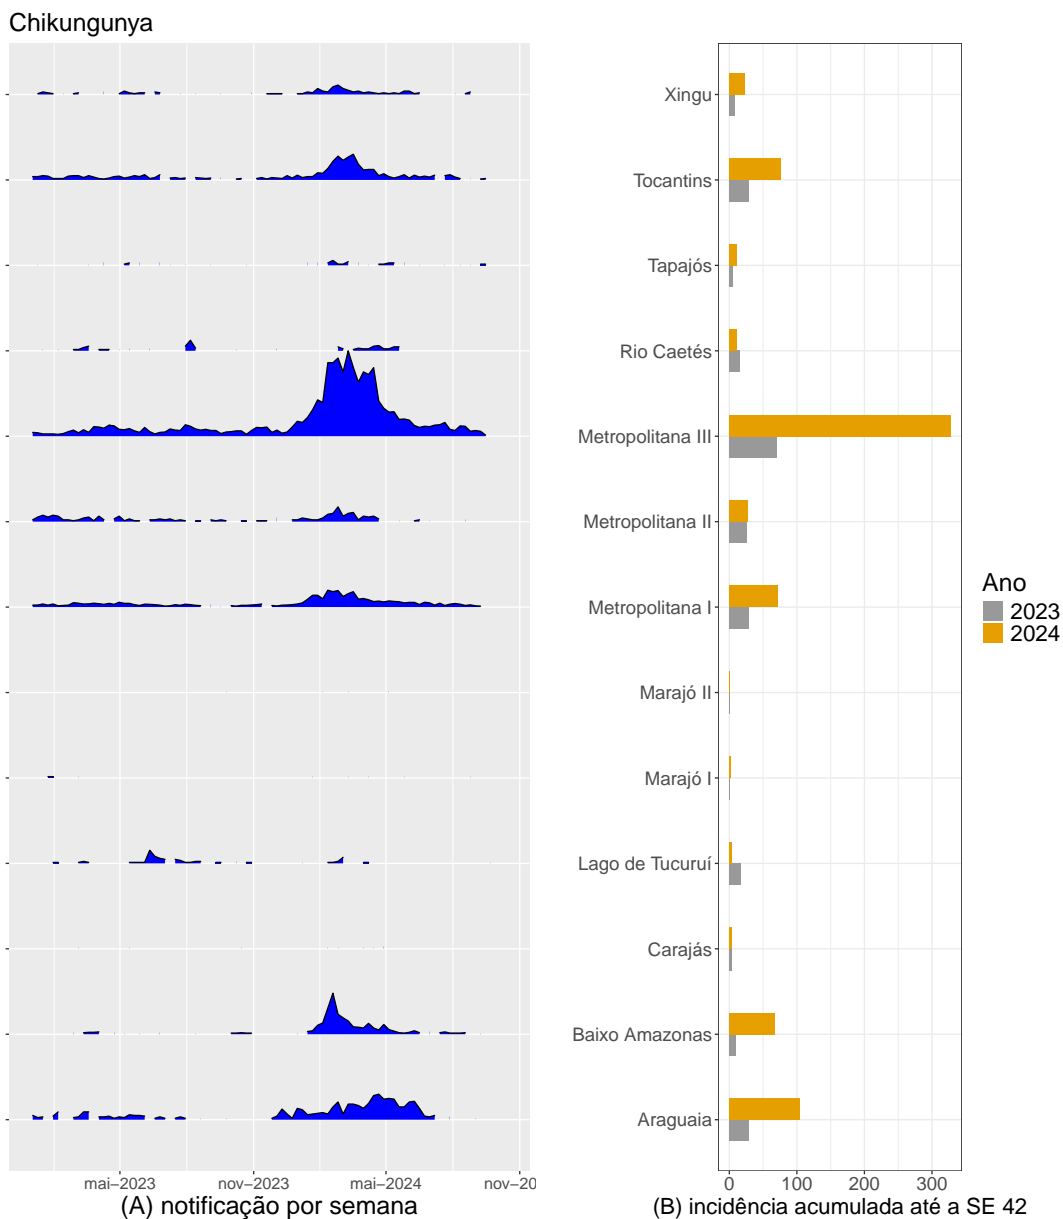 Chikungunya
Xingu
Tocantins
Tapajós
Rio Caetés
Metropolitana III
Metropolitana II
Metropolitana I
Marajó II
Marajó I
Lago de Tucuruí
Carajás
Baixo Amazonas
Araguaia
Ano
2023
2024
mai−2023 nov−2023 mai−2024 nov−20
0 100 200 300
(A) notificação por semana
(B) incidência acumulada até a SE 42